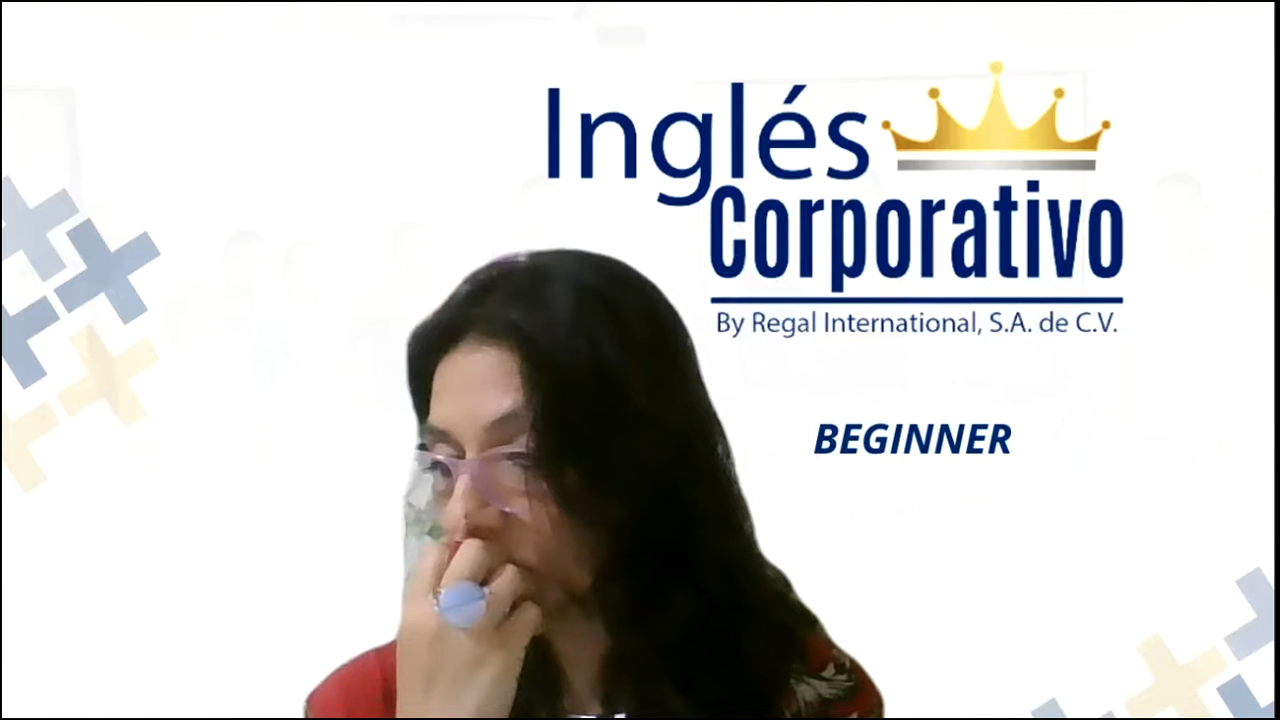 Inglés
Corporativo
By Regal International, S.A. de C.V.
BEGINNER